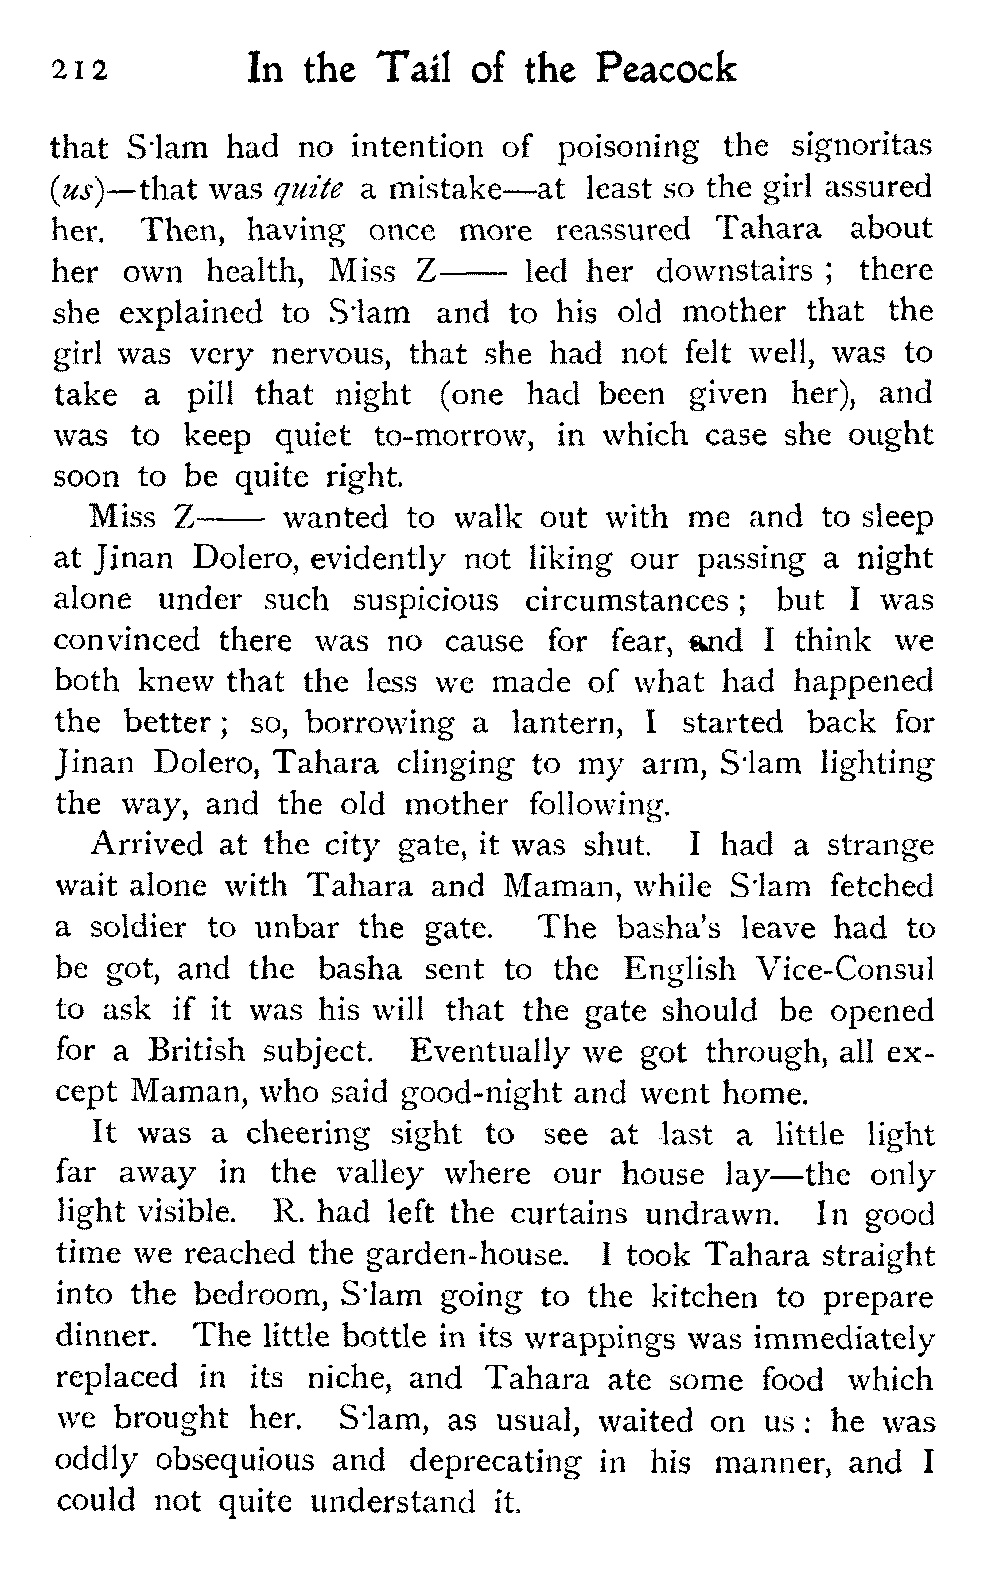 212 In the Tail of the Peacock
that S·lam had no intention of poisoning the signoritas
(us)—that was quite a mistake—at least so the girl assured
her. Then, having once more reassured Tahara about
her own health, Miss Z—— led her downstairs ; there
she explained to S·lam and to his old mother that the
girl was very nervous, that she had not felt well, was to
take a pill that night (one had been given her), and
was to keep quiet to-morrow, in which case she ought
soon to be quite right.
Miss Z—— wanted to walk out with me and to sleep
at Jinan Dolero, evidently not liking our passing a night
alone under such suspicious circumstances ; but I was
convinced there was no cause for fear, and I think we
both knew that the less we made of what had happened
the better ; so, borrowing a lantern, I started back for
Jinan Dolero, Tahara clinging to my arm, S·lam lighting
the way, and the old mother following.
Arrived at the city gate, it was shut. I had a strange
wait alone with Tahara and Maman, while S·lam fetched
a soldier to unbar the gate. The basha's leave had to
be got, and the basha sent to the English Vice-Consul
to ask if it was his will that the gate should be opened
for a British subject. Eventually we got through, all ex-
cept Maman, who said good-night and went home.
It was a cheering sight to see at last a little light
far away in the valley where our house lay—the only
light visible. R. had left the curtains undrawn. In good
time we reached the garden-house. I took Tahara straight
into the bedroom, S·lam going to the kitchen to prepare
dinner. The little bottle in its wrappings was immediately
replaced in its niche, and Tahara ate some food which
we brought her. S·lam, as usual, waited on us : he was
oddly obsequious and deprecating in his manner, and I
could not quite understand it.